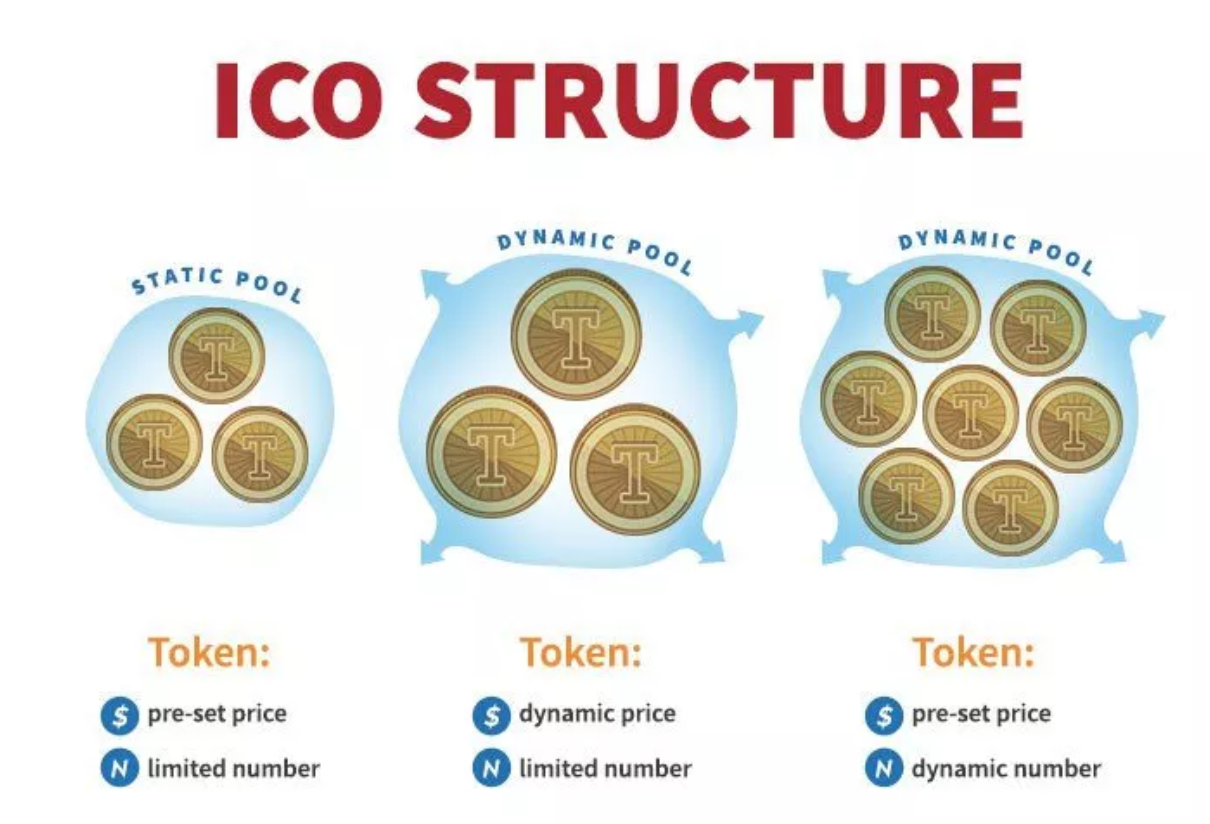 ICO STRUCTURE
STATIC POOL
T
T
T
Token:
$ pre-set price
N limited number
DYNAMIC POOL
T
T
T
Token:
$ dynamic price
N limited number
DYNAMIC POOL
T
T
T
T
T
T
T
Token:
$ pre-set price
N dynamic number